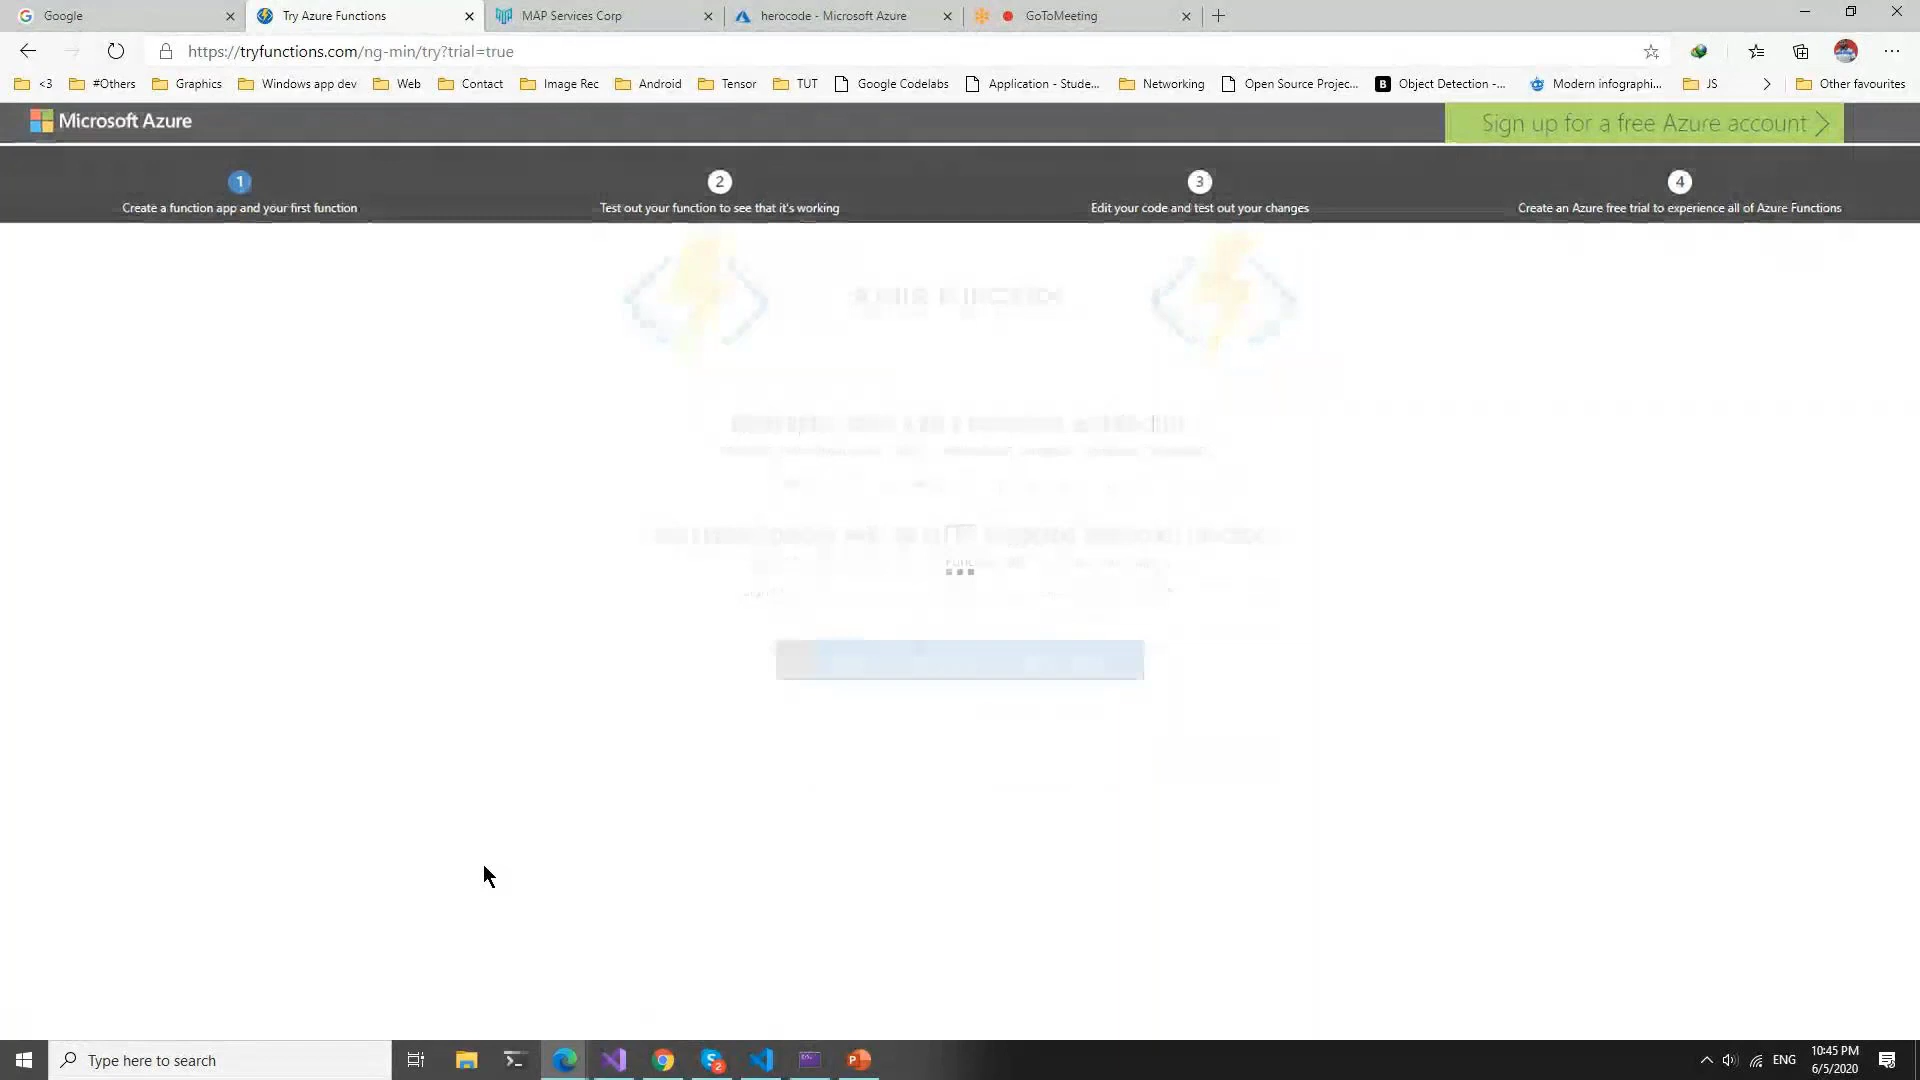 Google
Try Azure Functions
MAP Services Corp
herocode - Microsoft Azure
GoToMeeting
https://tryfunctions.com/ng-min/try?trial=true
<3
#Others
Graphics
Windows app dev
Web
Contact
Image Rec
Android
Tensor
TUT
Google Codelabs
Application - Stude...
Networking
Open Source Projec...
B
Object Detection -...
Modern infographi...
JS
Other favourites
Microsoft Azure
Sign up for a free Azure account
1
Create a function app and your first function
2
Test out your function to see that it's working
3
Edit your code and test out your changes
4
Create an Azure free trial to experience all of Azure Functions
Type here to search
2
ENG
10:45 PM
6/5/2020